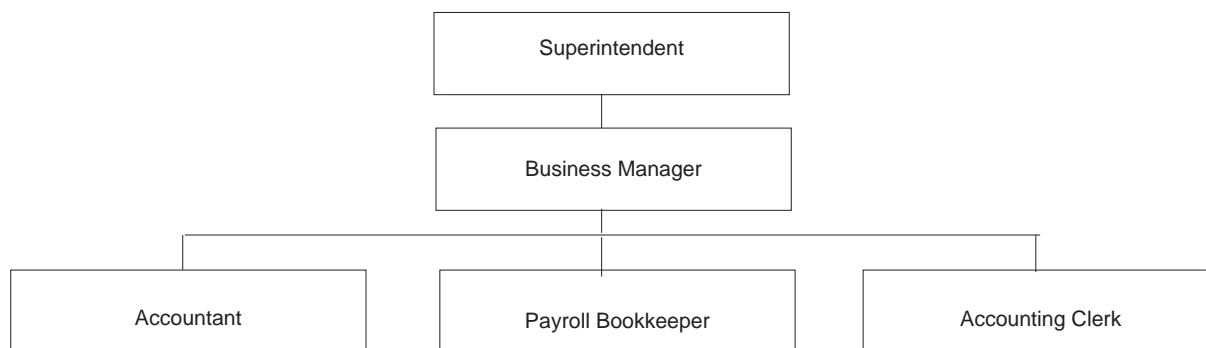 Superintendent
Business Manager
Accountant
Payroll Bookkeeper
Accounting Clerk